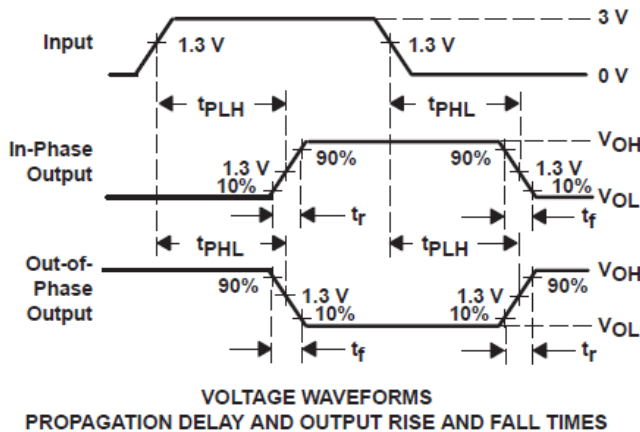 3 V
Input
1.3 V
1.3 V
0 V
tPLH
tPHL
In-Phase
Output
VOH
90%
90%
1.3 V
1.3 V
10%
10%
VOL
tr
tf
tPHL
tPLH
Out-of-
Phase
Output
VOH
90%
90%
1.3 V
1.3 V
10%
10%
VOL
tf
tr
VOLTAGE WAVEFORMS
PROPAGATION DELAY AND OUTPUT RISE AND FALL TIMES